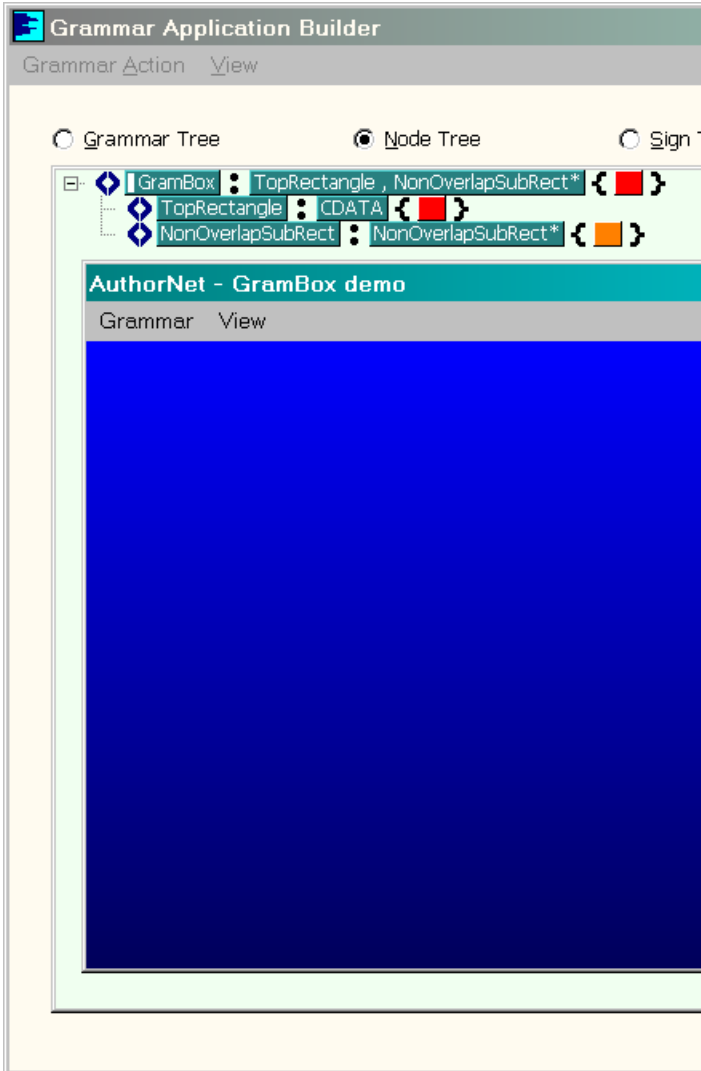 Grammar Application Builder
Grammar Action View
Grammar Tree Node Tree Sign
GramBox : TopRectangle , NonOverlapSubRect* { }
TopRectangle : CDATA { }
NonOverlapSubRect : NonOverlapSubRect* { }
AuthorNet - GramBox demo
Grammar View